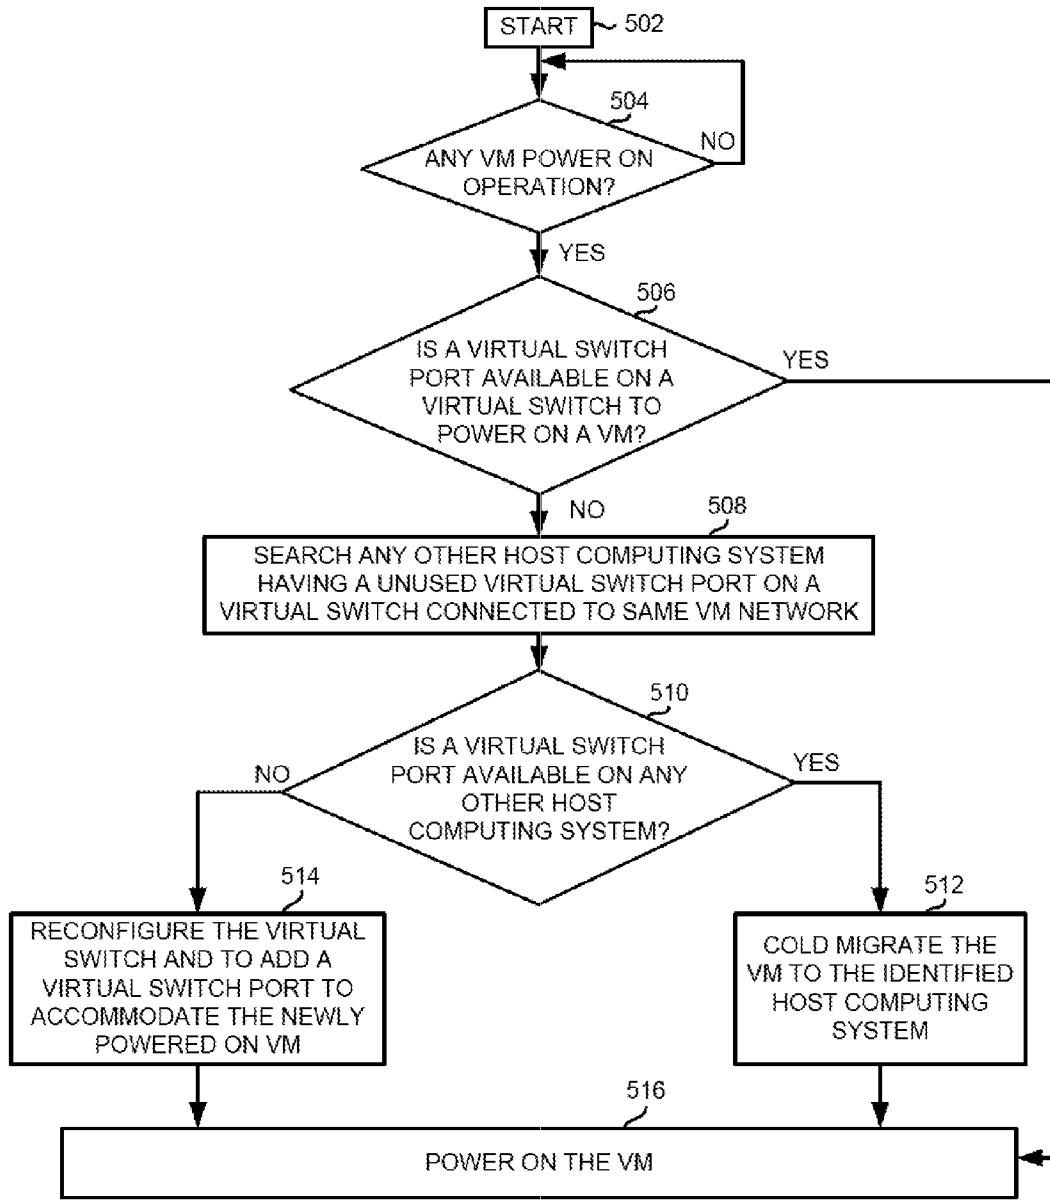 START
502
504
NO
ANY VM POWER ON
OPERATION?
YES
506
IS A VIRTUAL SWITCH
PORT AVAILABLE ON A
VIRTUAL SWITCH TO
POWER ON A VM?
YES
NO
508
SEARCH ANY OTHER HOST COMPUTING SYSTEM
HAVING A UNUSED VIRTUAL SWITCH PORT ON A
VIRTUAL SWITCH CONNECTED TO SAME VM NETWORK
510
IS A VIRTUAL SWITCH
PORT AVAILABLE ON ANY
OTHER HOST
COMPUTING SYSTEM?
NO
YES
514
RECONFIGURE THE VIRTUAL
SWITCH AND TO ADD A
VIRTUAL SWITCH PORT TO
ACCOMMODATE THE NEWLY
POWERED ON VM
512
COLD MIGRATE THE
VM TO THE IDENTIFIED
HOST COMPUTING
SYSTEM
516
POWER ON THE VM